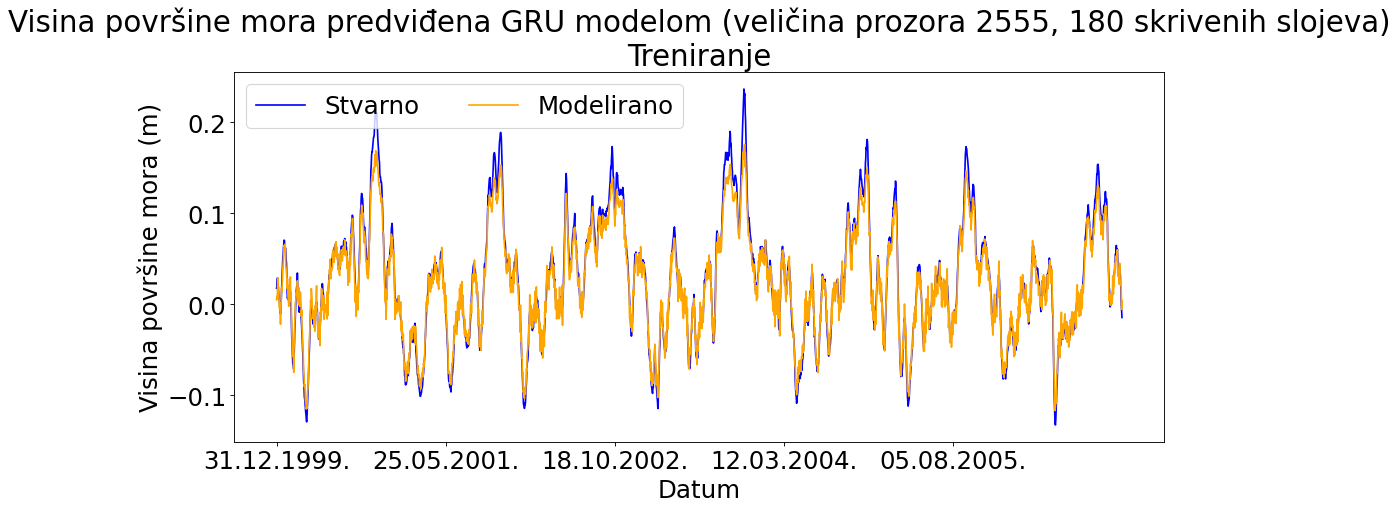 Visina površine mora predviđena GRU modelom (veličina prozora 2555, 180 skrivenih slojeva)
Treniranje
Stvarno
Modelirano
Visina površine mora (m)
0.2
0.1
0.0
−0.1
31.12.1999.
25.05.2001.
18.10.2002.
12.03.2004.
05.08.2005.
Datum